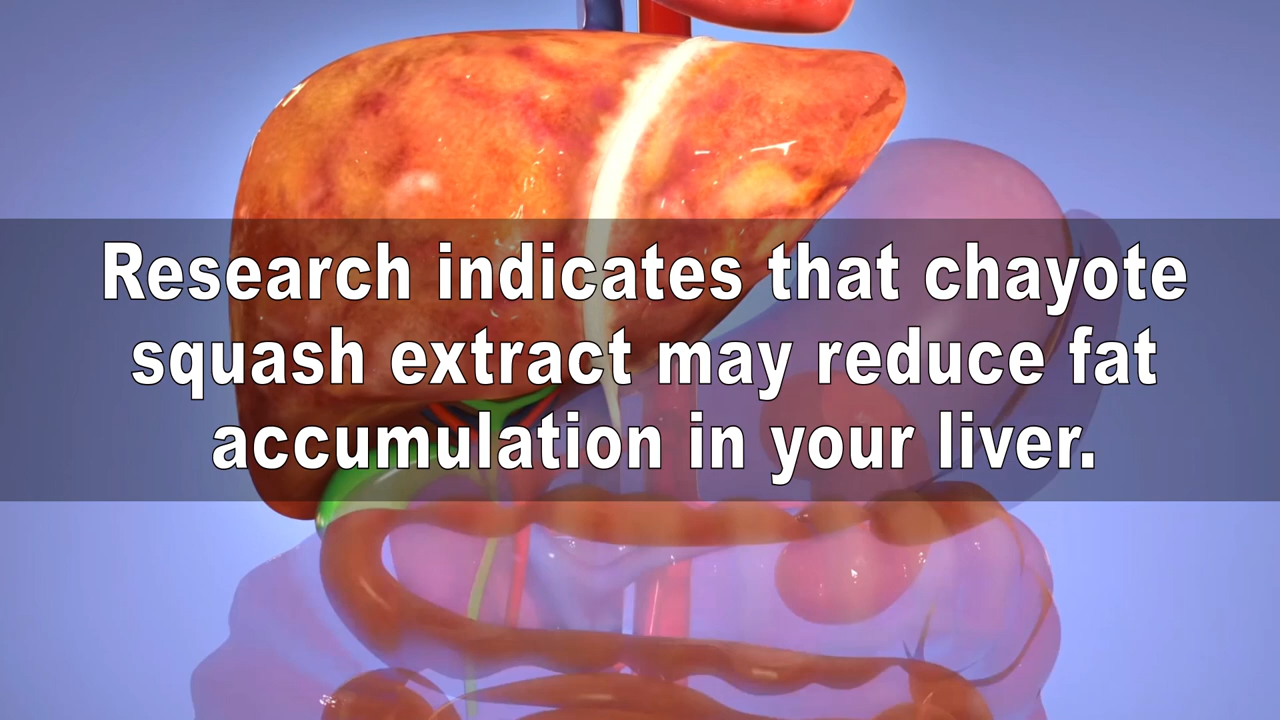 Research indicates that chayote
squash extract may reduce fat
accumulation in your liver.